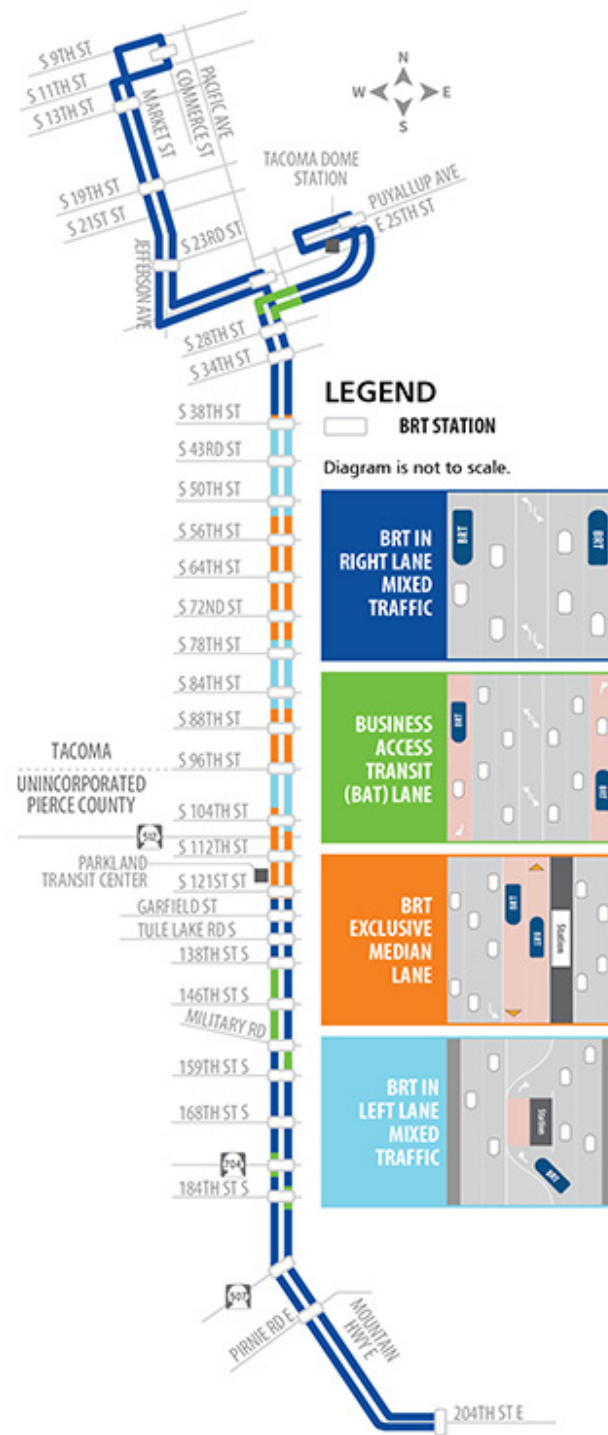 S 9TH ST
S 11TH ST
S 13TH ST
MARKET ST
COMMERCE ST
PACIFIC AVE
N
W
E
S
TACOMA DOME
STATION
PUYALLUP AVE
E 25TH ST
S 19TH ST
S 21ST ST
JEFFERSON AVE
S 23RD ST
S 28TH ST
S 34TH ST
S 38TH ST
S 43RD ST
S 50TH ST
S 56TH ST
S 64TH ST
S 72ND ST
S 78TH ST
S 84TH ST
S 88TH ST
TACOMA
S 96TH ST
UNINCORPORATED
PIERCE COUNTY
S 104TH ST
512
S 112TH ST
PARKLAND
TRANSIT CENTER
S 121ST ST
GARFIELD ST
TULE LAKE RD S
138TH ST S
146TH ST S
MILITARY RD
159TH ST S
168TH ST S
704
184TH ST S
507
PIRNIE RD E
MOUNTAIN
HWY E
204TH ST E
LEGEND
BRT STATION
Diagram is not to scale.
BRT IN
RIGHT LANE
MIXED
TRAFFIC
BRT
BRT
BUSINESS
ACCESS
TRANSIT
(BAT) LANE
BRT
BRT
BRT
EXCLUSIVE
MEDIAN
LANE
BRT
BRT
Station
BRT IN
LEFT LANE
MIXED
TRAFFIC
Station
BRT